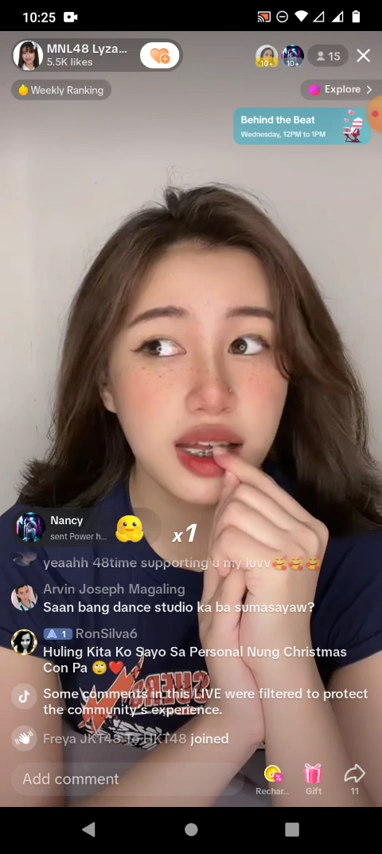 10:25
MNL48 Lyza...
5.5K likes
10+
10+
15
Weekly Ranking
Explore >
Behind the Beat
Wednesday, 12PM to 1PM
Nancy
sent Power h...
x1
yeaahh 48time supporting u my luvv🥰🥰🥰
Arvin Joseph Magaling
Saan bang dance studio ka ba sumasayaw?
1 RonSilva6
Huling Kita Ko Sayo Sa Personal Nung Christmas
Con Pa 🙄❤️
Some comments in this LIVE were filtered to protect
the community's experience.
Freya JKT48 To HKT48 joined
Add comment
Rechar...
Gift
11